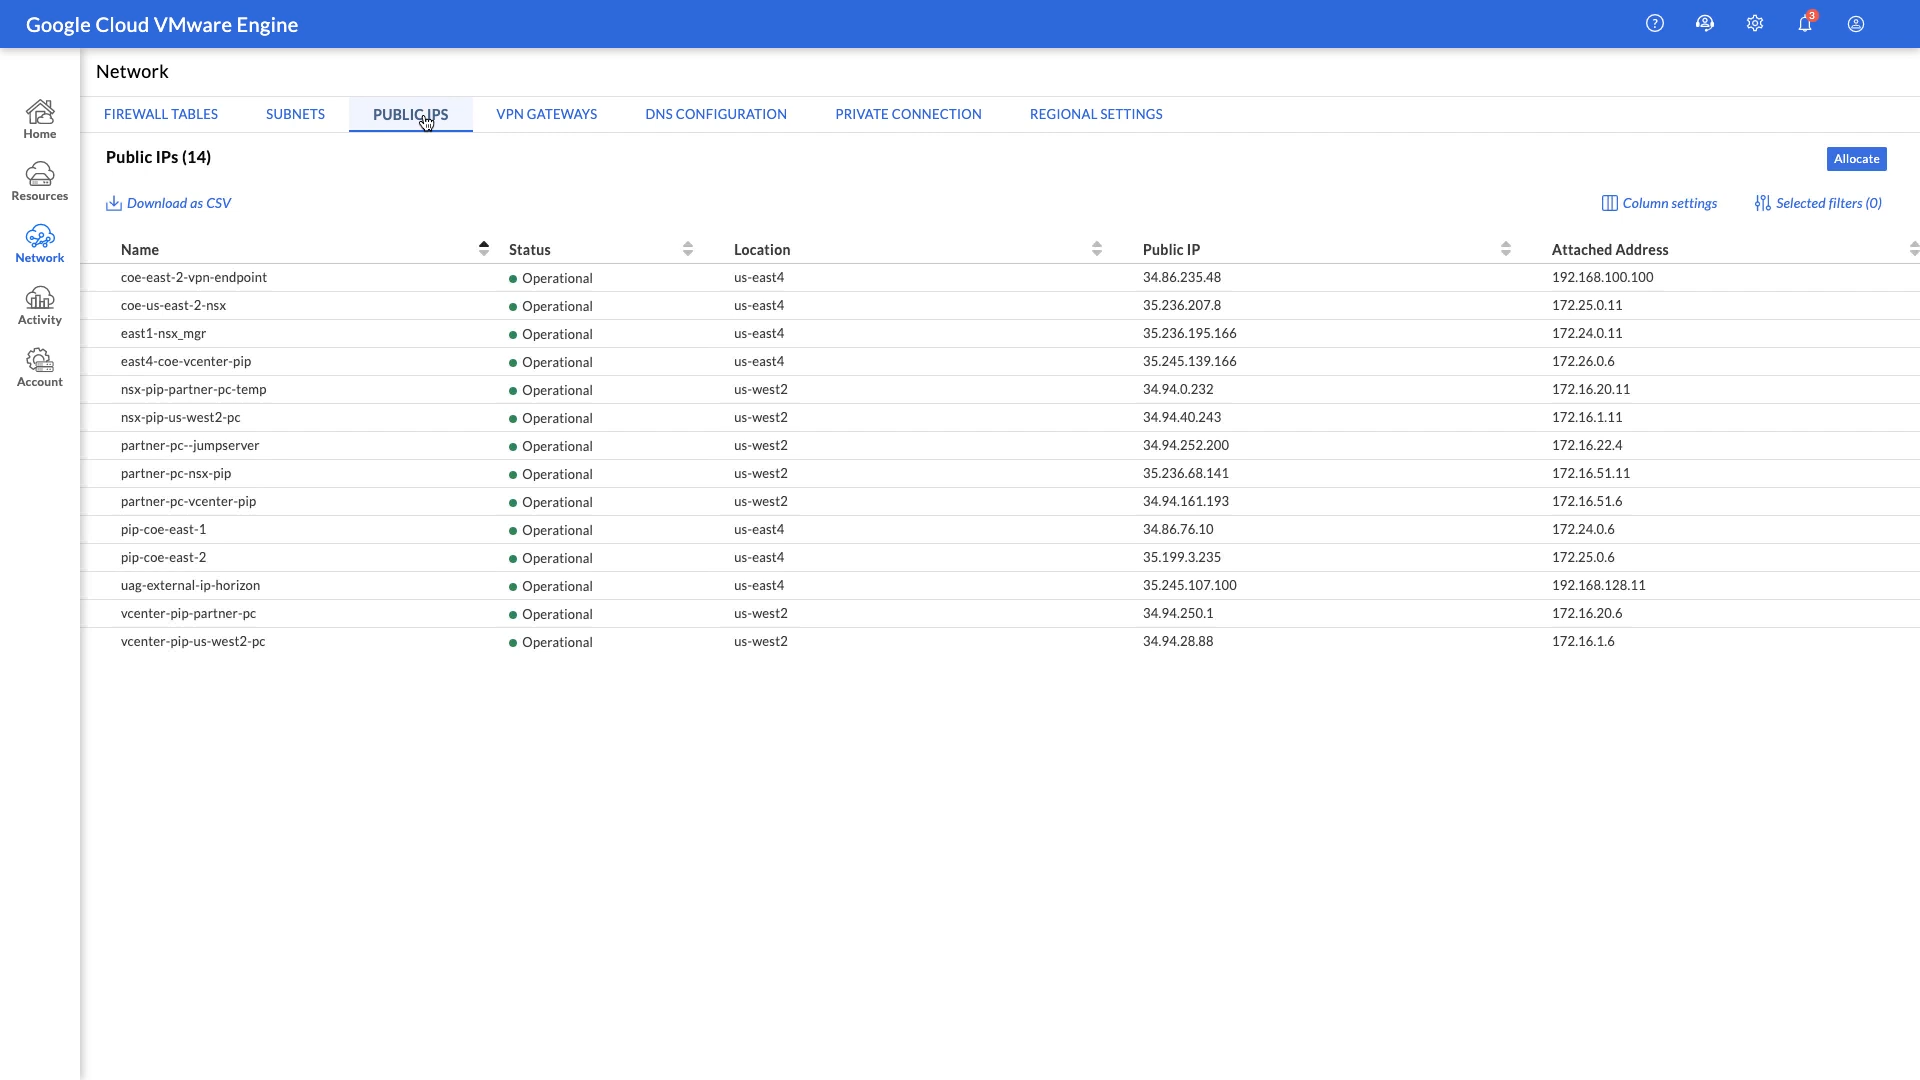 Google Cloud VMware Engine
3
Network
Home
Resources
Network
Activity
Account
FIREWALL TABLES SUBNETS PUBLIC IPS VPN GATEWAYS DNS CONFIGURATION PRIVATE CONNECTION REGIONAL SETTINGS
Public IPs (14) Allocate
Download as CSV Column settings Selected filters (0)
Name Status Location Public IP Attached Address
coe-east-2-vpn-endpoint Operational us-east4 34.86.235.48 192.168.100.100
coe-us-east-2-nsx Operational us-east4 35.236.207.8 172.25.0.11
east1-nsx_mgr Operational us-east4 35.236.195.166 172.24.0.11
east4-coe-vcenter-pip Operational us-east4 35.245.139.166 172.26.0.6
nsx-pip-partner-pc-temp Operational us-west2 34.94.0.232 172.16.20.11
nsx-pip-us-west2-pc Operational us-west2 34.94.40.243 172.16.1.11
partner-pc--jumpserver Operational us-west2 34.94.252.200 172.16.22.4
partner-pc-nsx-pip Operational us-west2 35.236.68.141 172.16.51.11
partner-pc-vcenter-pip Operational us-west2 34.94.161.193 172.16.51.6
pip-coe-east-1 Operational us-east4 34.86.76.10 172.24.0.6
pip-coe-east-2 Operational us-east4 35.199.3.235 172.25.0.6
uag-external-ip-horizon Operational us-east4 35.245.107.100 192.168.128.11
vcenter-pip-partner-pc Operational us-west2 34.94.250.1 172.16.20.6
vcenter-pip-us-west2-pc Operational us-west2 34.94.28.88 172.16.1.6